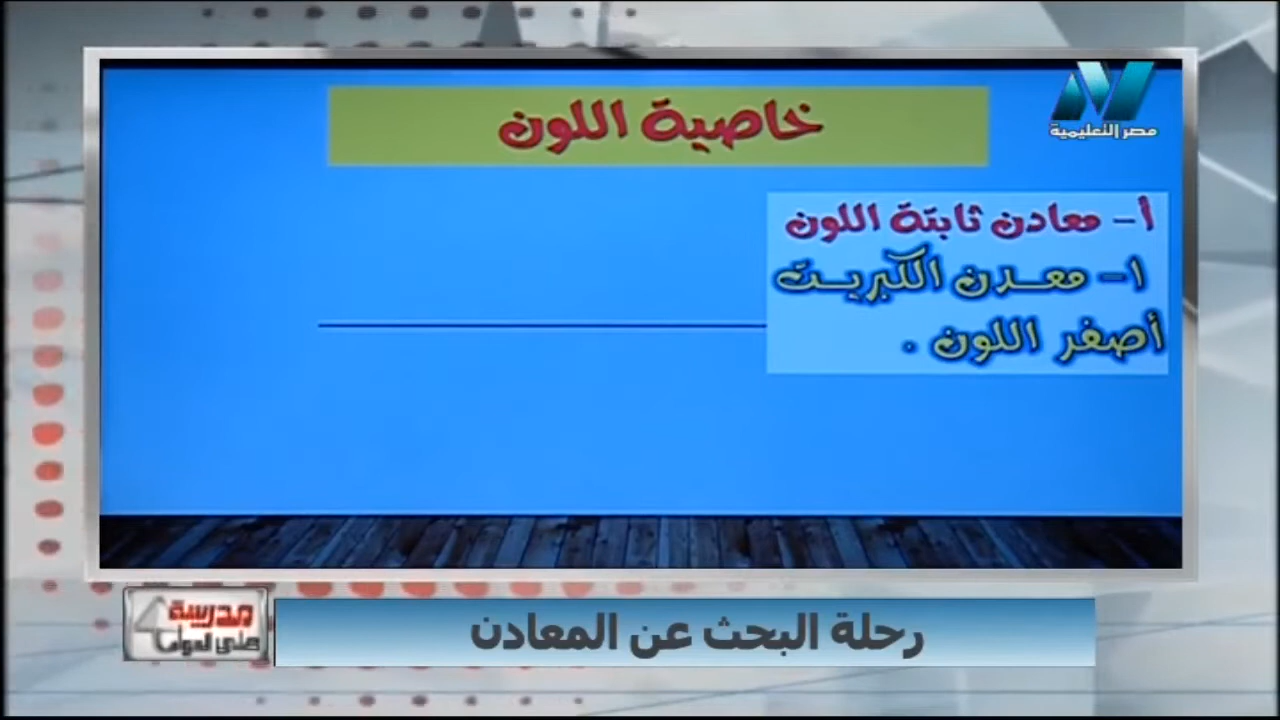 خاصية اللون
مصر التعليمية
أ- معادن ثابتة اللون
١- معدن الكبريت
أصفر اللون .
مدرسة
على الهواء
رحلة البحث عن المعادن